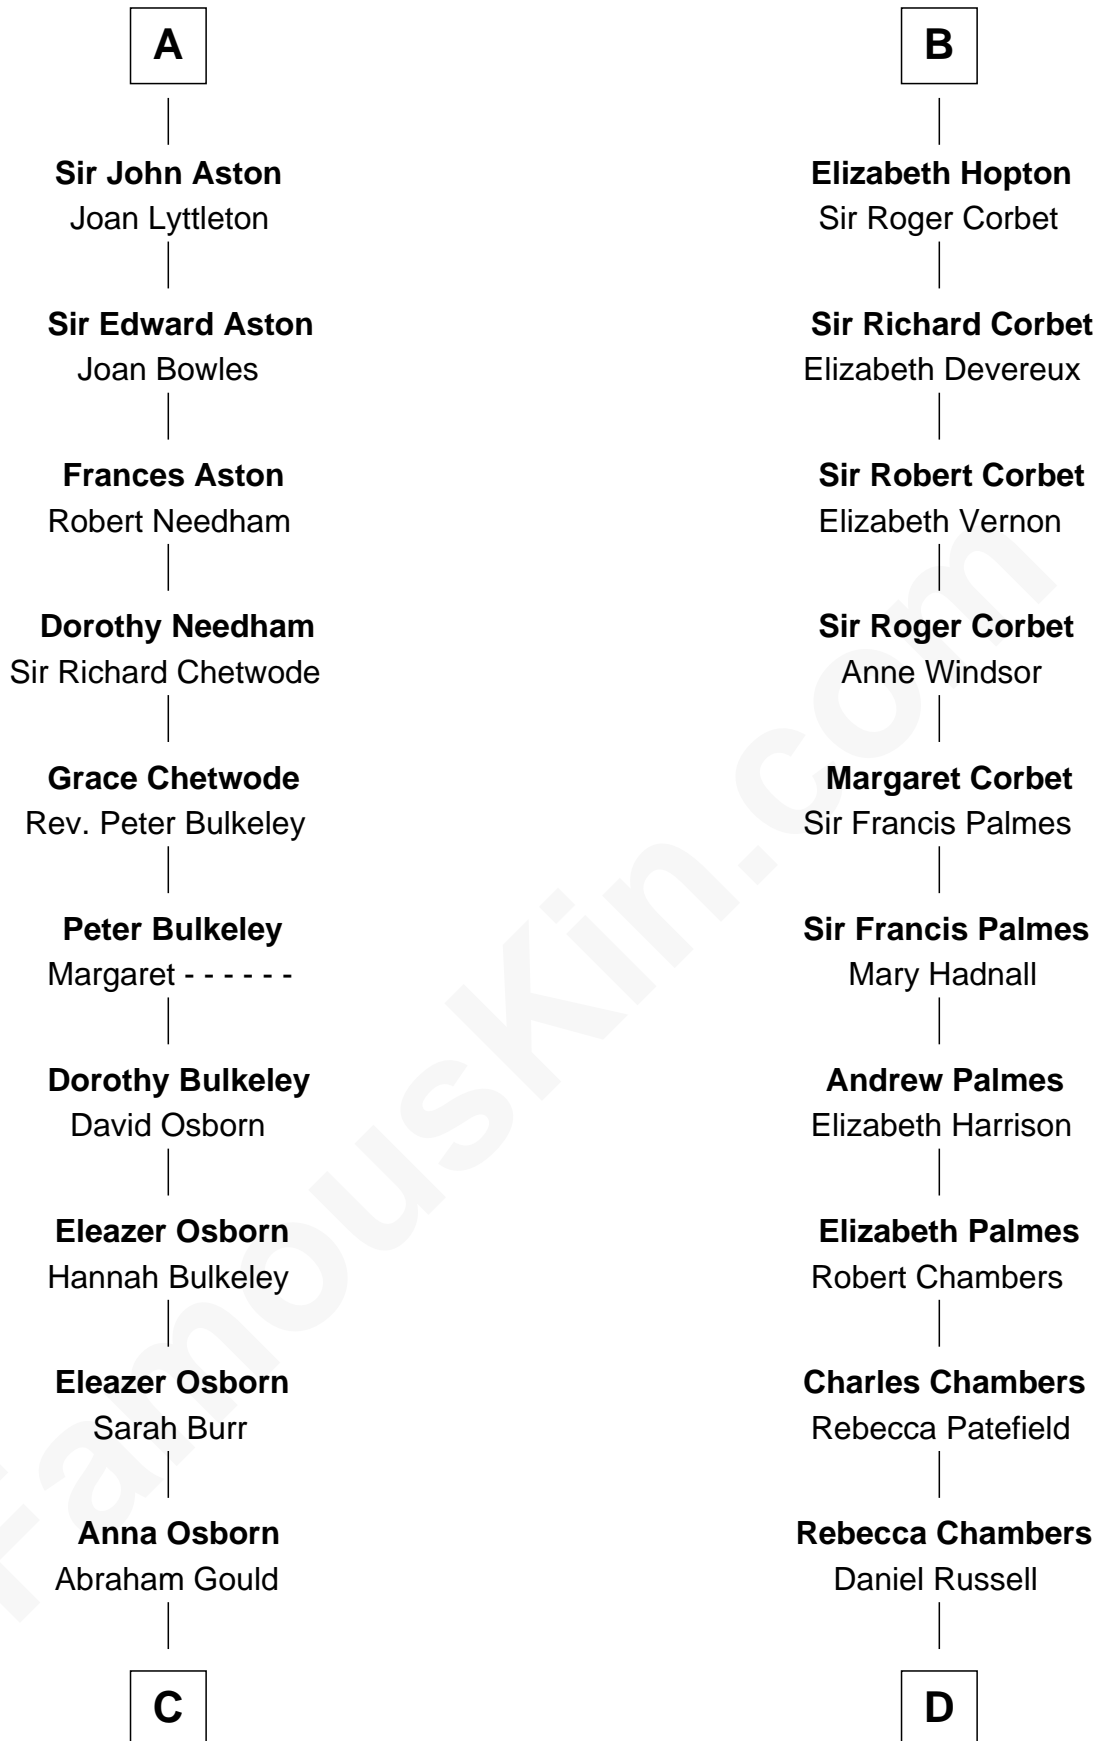 A
Sir John Aston
Joan Lyttleton
Sir Edward Aston
Joan Bowles
Frances Aston
Robert Needham
Dorothy Needham
Sir Richard Chetwode
Grace Chetwode
Rev. Peter Bulkeley
Peter Bulkeley
Margaret - - - - - -
Dorothy Bulkeley
David Osborn
Eleazer Osborn
Hannah Bulkeley
Eleazer Osborn
Sarah Burr
Anna Osborn
Abraham Gould
C
B
Elizabeth Hopton
Sir Roger Corbet
Sir Richard Corbet
Elizabeth Devereux
Sir Robert Corbet
Elizabeth Vernon
Sir Roger Corbet
Anne Windsor
Margaret Corbet
Sir Francis Palmes
Sir Francis Palmes
Mary Hadnall
Andrew Palmes
Elizabeth Harrison
Elizabeth Palmes
Robert Chambers
Charles Chambers
Rebecca Patefield
Rebecca Chambers
Daniel Russell
D
FamousKin.com